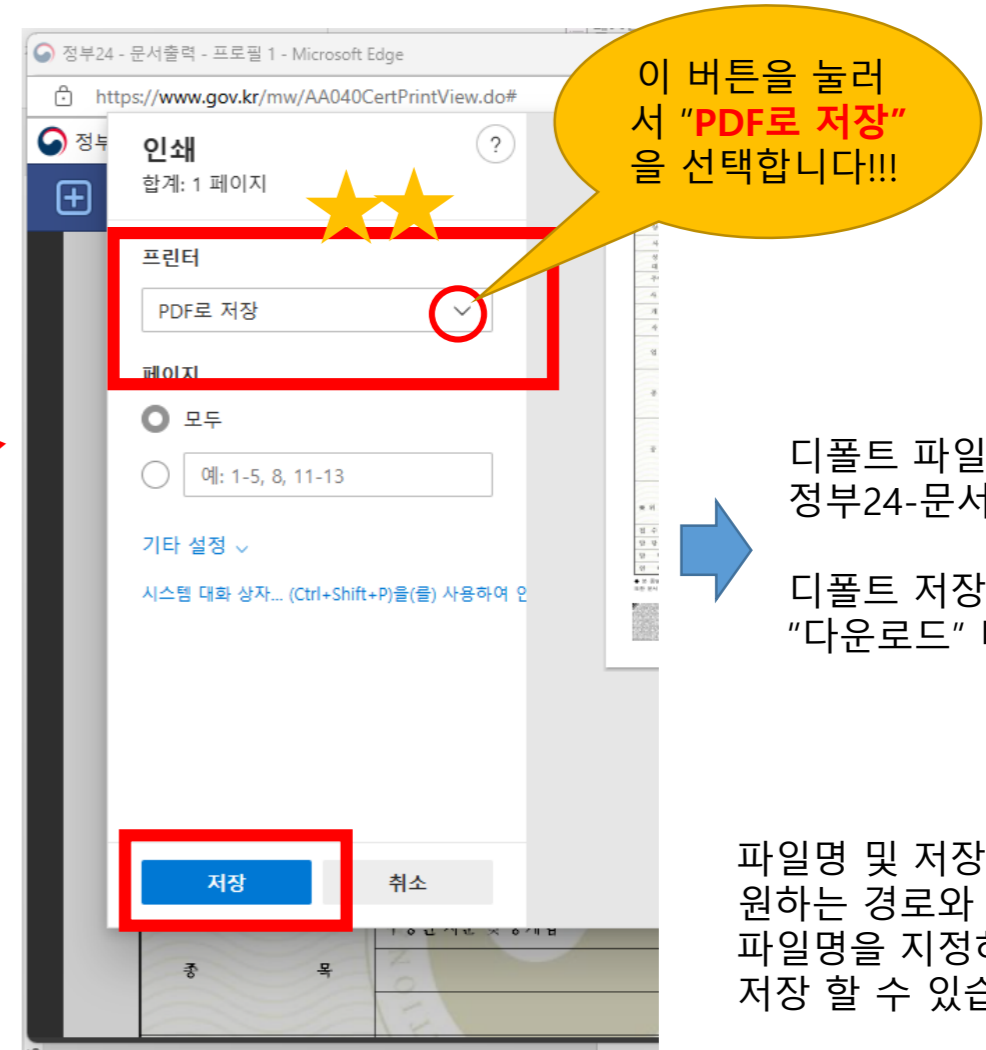 정부24 - 문서출력 - 프로필 1 - Microsoft Edge
https://www.gov.kr/mw/AA040CertPrintView.do#
정부
인쇄
?
합계: 1 페이지
이 버튼을 눌러
서 "PDF로 저장"
을 선택합니다!!!
프린터
PDF로 저장
페이지
모두
예: 1-5, 8, 11-13
기타 설정
시스템 대화 상자... (Ctrl+Shift+P)을(를) 사용하여
디폴트 파일
정부24-문서
디폴트 저장
"다운로드"
저장
취소
파일명 및 저장
원하는 경로와
파일명을 지정
저장 할 수 있
종 목